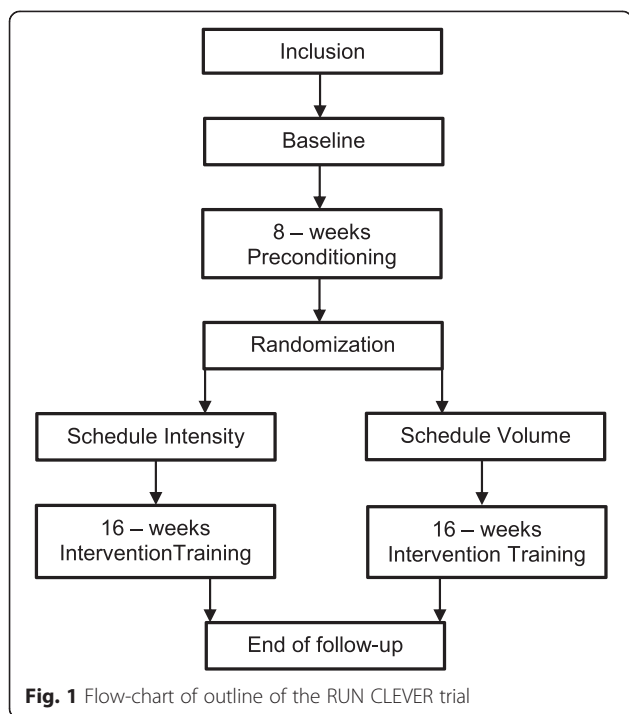 Inclusion
Baseline
8 – weeks
Preconditioning
Randomization
Schedule Intensity
Schedule Volume
16 – weeks
InterventionTraining
16 – weeks
Intervention Training
End of follow-up
Fig. 1 Flow-chart of outline of the RUN CLEVER trial